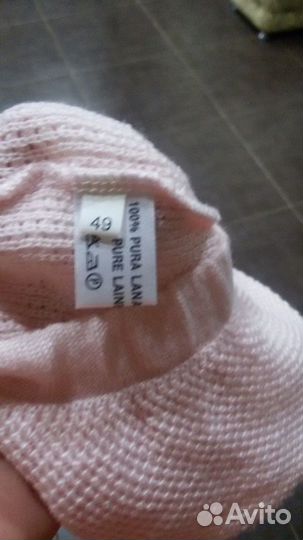 100% PURA LANA
PURE LAIN
49
A
P
Avito